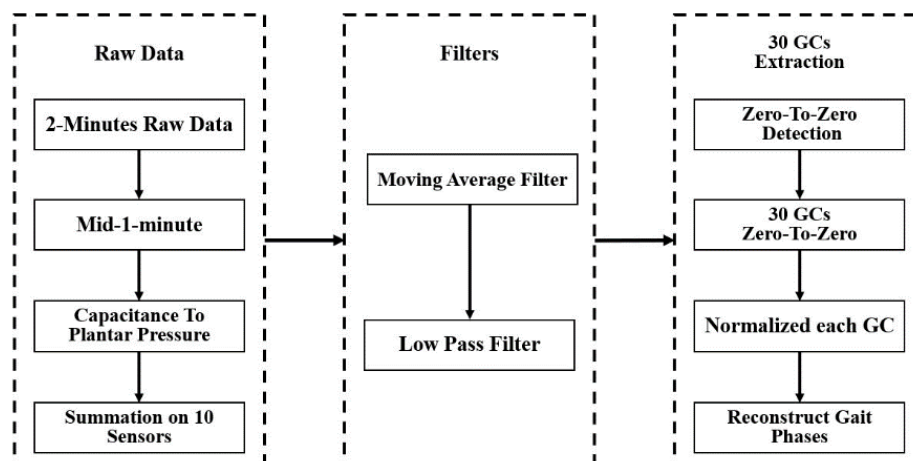 Raw Data
2-Minutes Raw Data
Mid-1-minute
Capacitance To
Plantar Pressure
Summation on 10
Sensors
Filters
Moving Average Filter
Low Pass Filter
30 GCs
Extraction
Zero-To-Zero
Detection
30 GCs
Zero-To-Zero
Normalized each GC
Reconstruct Gait
Phases